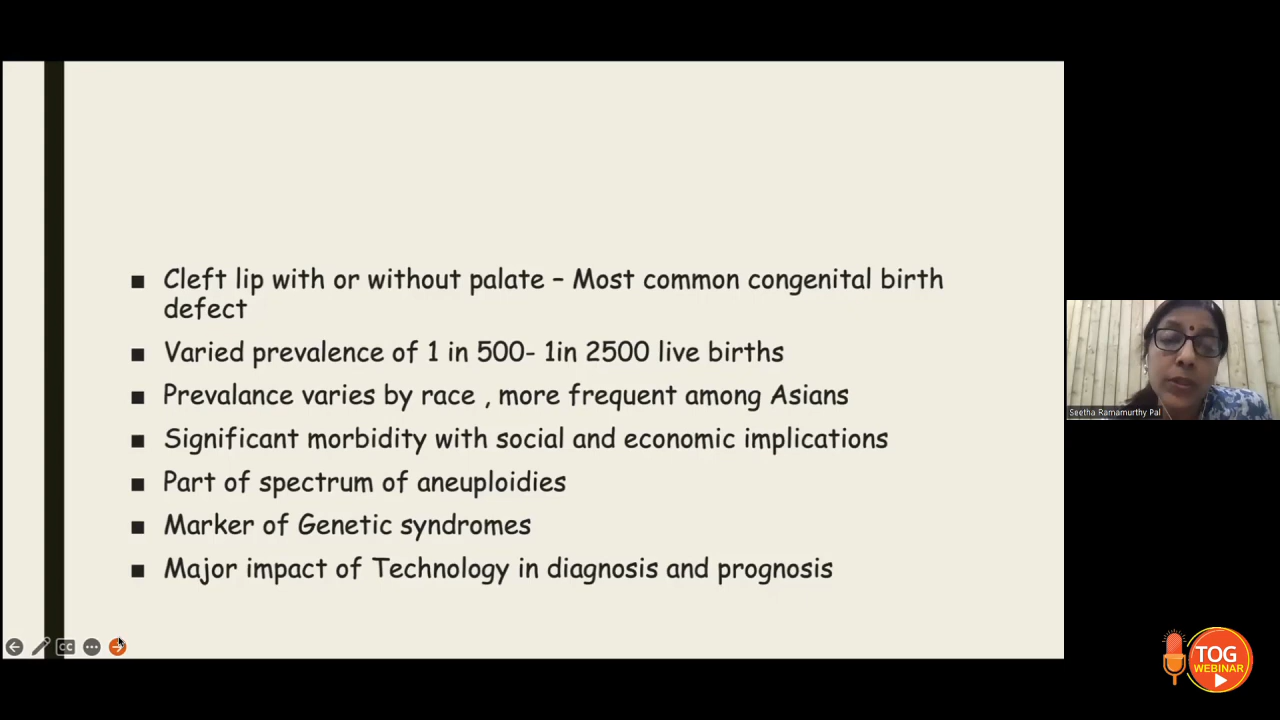 ■ Cleft lip with or without palate – Most common congenital birth
defect
■ Varied prevalence of 1 in 500- 1in 2500 live births
■ Prevalance varies by race , more frequent among Asians
■ Significant morbidity with social and economic implications
■ Part of spectrum of aneuploidies
■ Marker of Genetic syndromes
■ Major impact of Technology in diagnosis and prognosis
CC
Seetha Ramamurthy Pal
TOG
WEBINAR